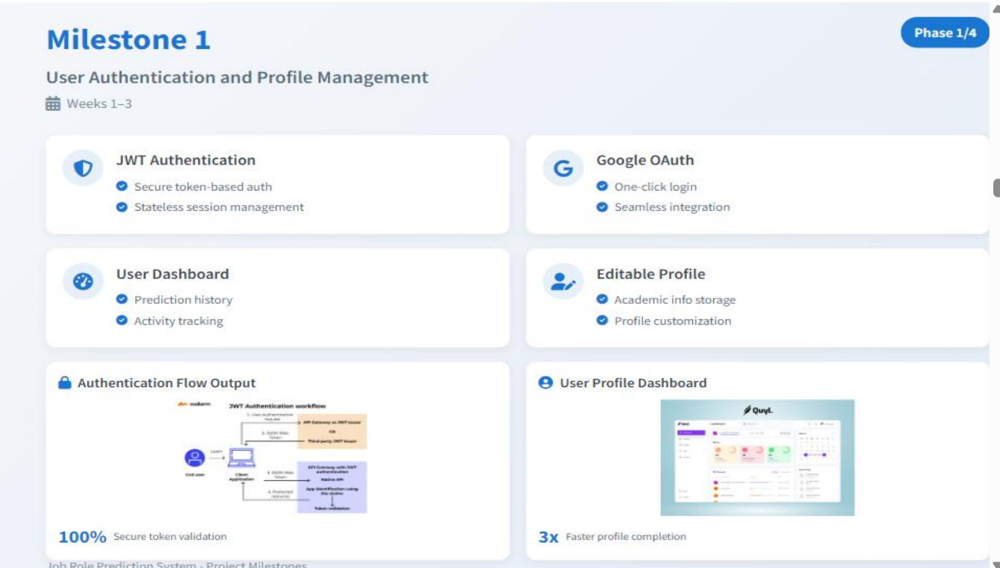 Milestone 1
Phase 1/4
User Authentication and Profile Management
Weeks 1–3
JWT Authentication
Secure token-based auth
Stateless session management
Google OAuth
One-click login
Seamless integration
User Dashboard
Prediction history
Activity tracking
Editable Profile
Academic info storage
Profile customization
Authentication Flow Output
wallarm
JWT Authentication workflow
1. User Authentication
request
API Gateway as JWT Issuer
OR
2. JSON Web
Token
Third-party JWT Issuer
Login
End user
Client
Application
3. JSON Web
Token
API Gateway with JWT
authentication
Native API
App Identification using
the claims
4. Protected
resource
Token validation
100% Secure token validation
User Profile Dashboard
Quyl.
3x Faster profile completion
Job Role Prediction System - Project Milestones